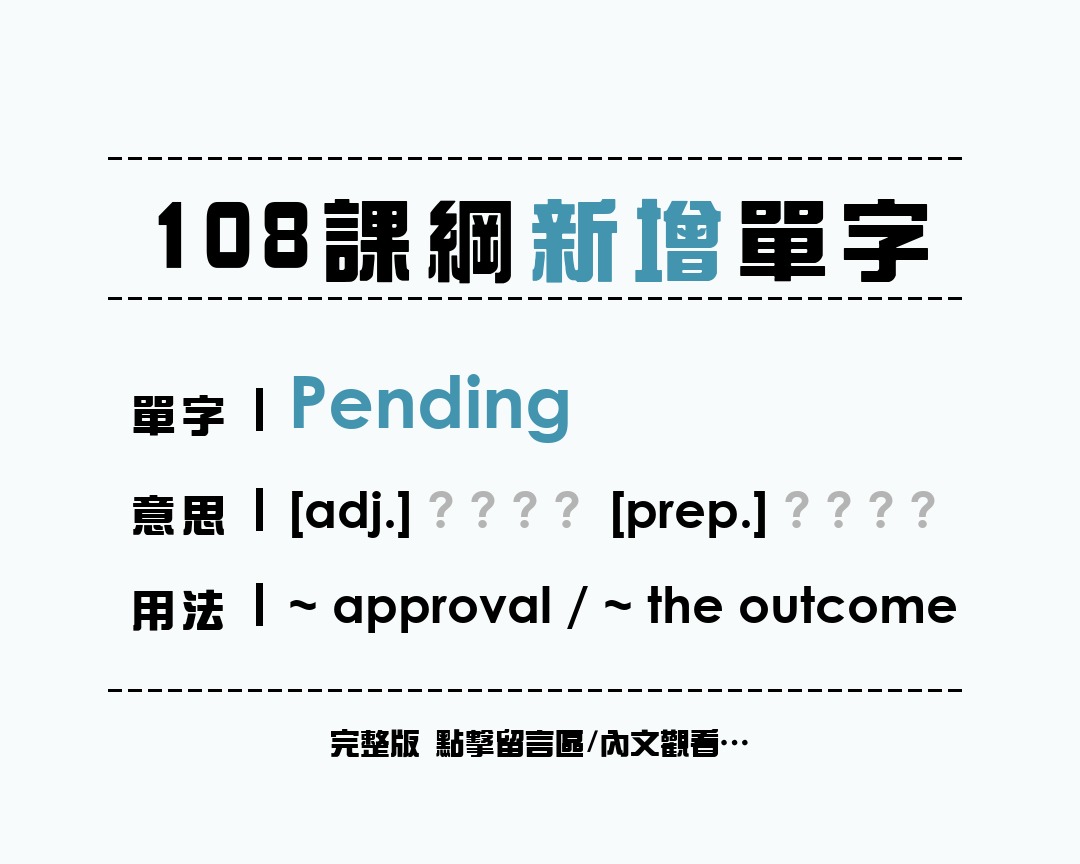 108課綱新增單字
單字 | Pending
意思 | [adj.] ？？？？ [prep.] ？？？？
用法 | ~ approval / ~ the outcome
完整版 點擊留言區/內文觀看…